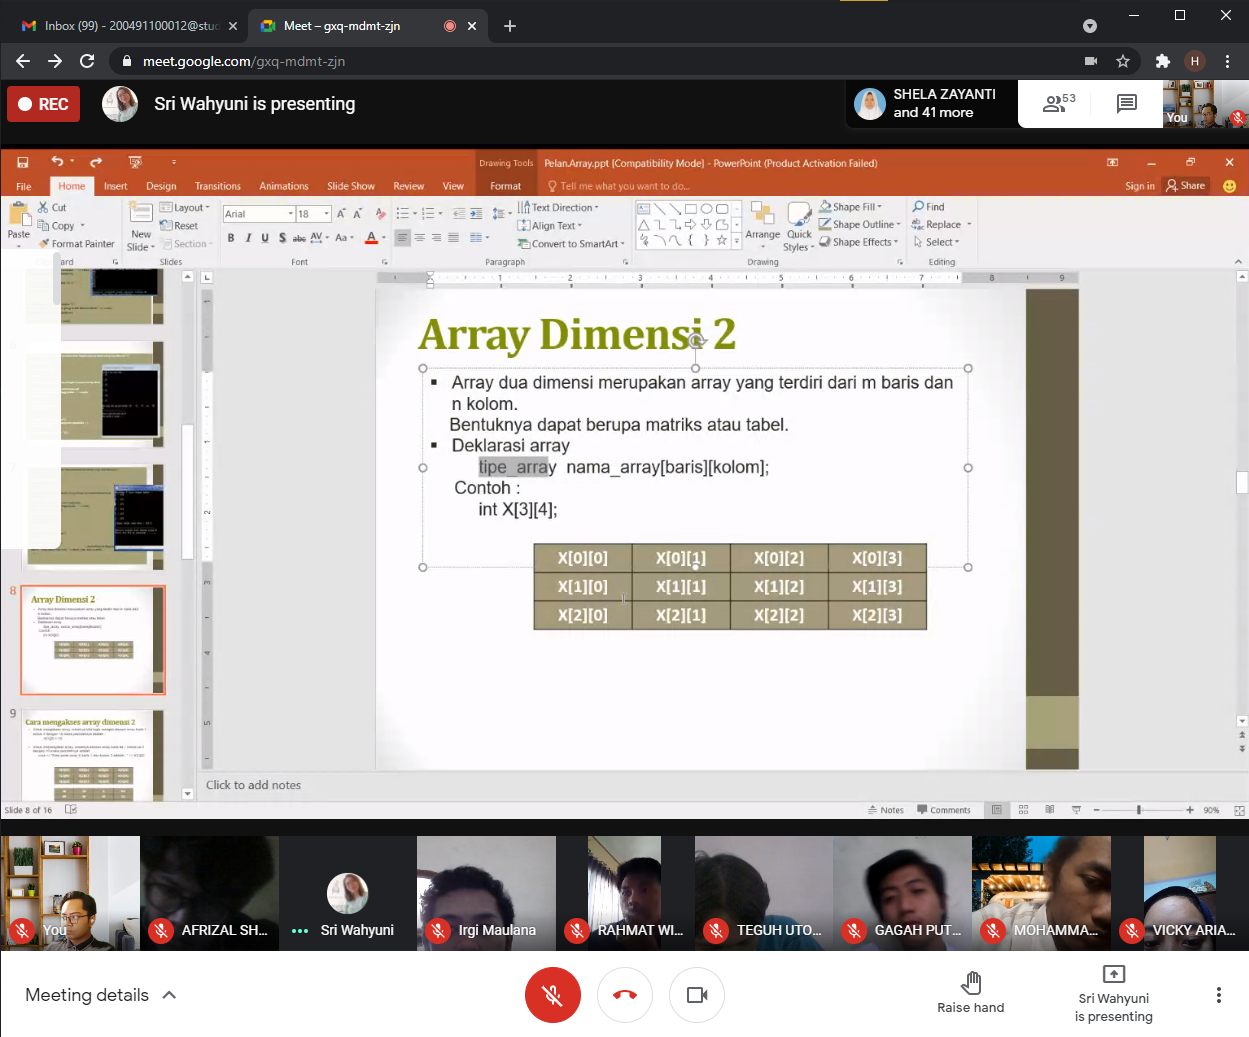 Inbox (99) - 200491100012@stud
Meet – gxq-mdmt-zjn
meet.google.com/gxq-mdmt-zjn
H
REC
Sri Wahyuni is presenting
SHELA ZAYANTI
and 41 more
53
You
Drawing Tools
Pelan.Array.ppt [Compatibility Mode] - PowerPoint (Product Activation Failed)
File
Home
Insert
Design
Transitions
Animations
Slide Show
Review
View
Format
Tell me what you want to do...
Sign in
Share
Paste
Cut
Copy
Format Painter
New
Slide
Layout
Reset
Section
Slides
Arial
18
B I U S abc AV Aa A
Font
Text Direction
Align Text
Convert to SmartArt
Paragraph
Arrange
Quick
Styles
Shape Fill
Shape Outline
Shape Effects
Drawing
Find
Replace
Select
Editing
Array Dimensi 2
▪ Array dua dimensi merupakan array yang terdiri dari m baris dan
n kolom.
Bentuknya dapat berupa matriks atau tabel.
▪ Deklarasi array
tipe_array nama_array[baris][kolom];
Contoh :
int X[3][4];
X[0][0] X[0][1] X[0][2] X[0][3]
X[1][0] X[1][1] X[1][2] X[1][3]
X[2][0] X[2][1] X[2][2] X[2][3]
8
Array Dimensi 2
9
Cara mengakses array dimensi 2
Click to add notes
Slide 8 of 16
Notes
Comments
90%
You
AFRIZAL SH...
Sri Wahyuni
Irgi Maulana
RAHMAT WI...
TEGUH UTO...
GAGAH PUT...
MOHAMMA...
VICKY ARIA...
Meeting details
Raise hand
Sri Wahyuni
is presenting